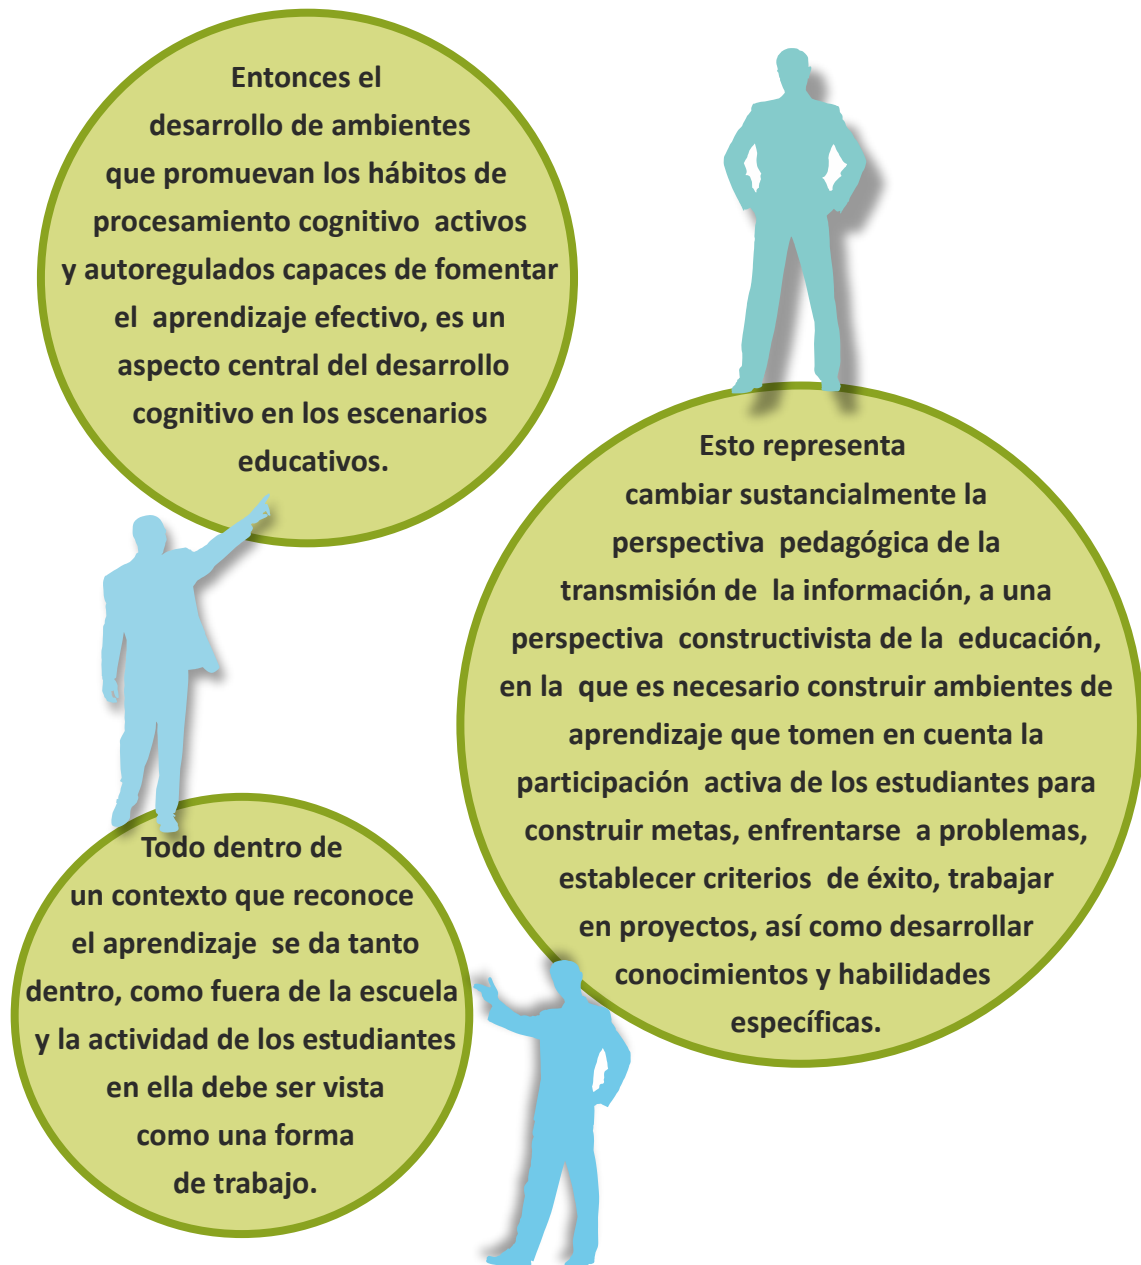 Entonces el
desarrollo de ambientes
que promuevan los hábitos de
procesamiento cognitivo activos
y autoregulados capaces de fomentar
el aprendizaje efectivo, es un
aspecto central del desarrollo
cognitivo en los escenarios
educativos.
Esto representa
cambiar sustancialmente la
perspectiva pedagógica de la
transmisión de la información, a una
perspectiva constructivista de la educación,
en la que es necesario construir ambientes de
aprendizaje que tomen en cuenta la
participación activa de los estudiantes para
construir metas, enfrentarse a problemas,
establecer criterios de éxito, trabajar
en proyectos, así como desarrollar
conocimientos y habilidades
específicas.
Todo dentro de
un contexto que reconoce
el aprendizaje se da tanto
dentro, como fuera de la escuela
y la actividad de los estudiantes
en ella debe ser vista
como una forma
de trabajo.